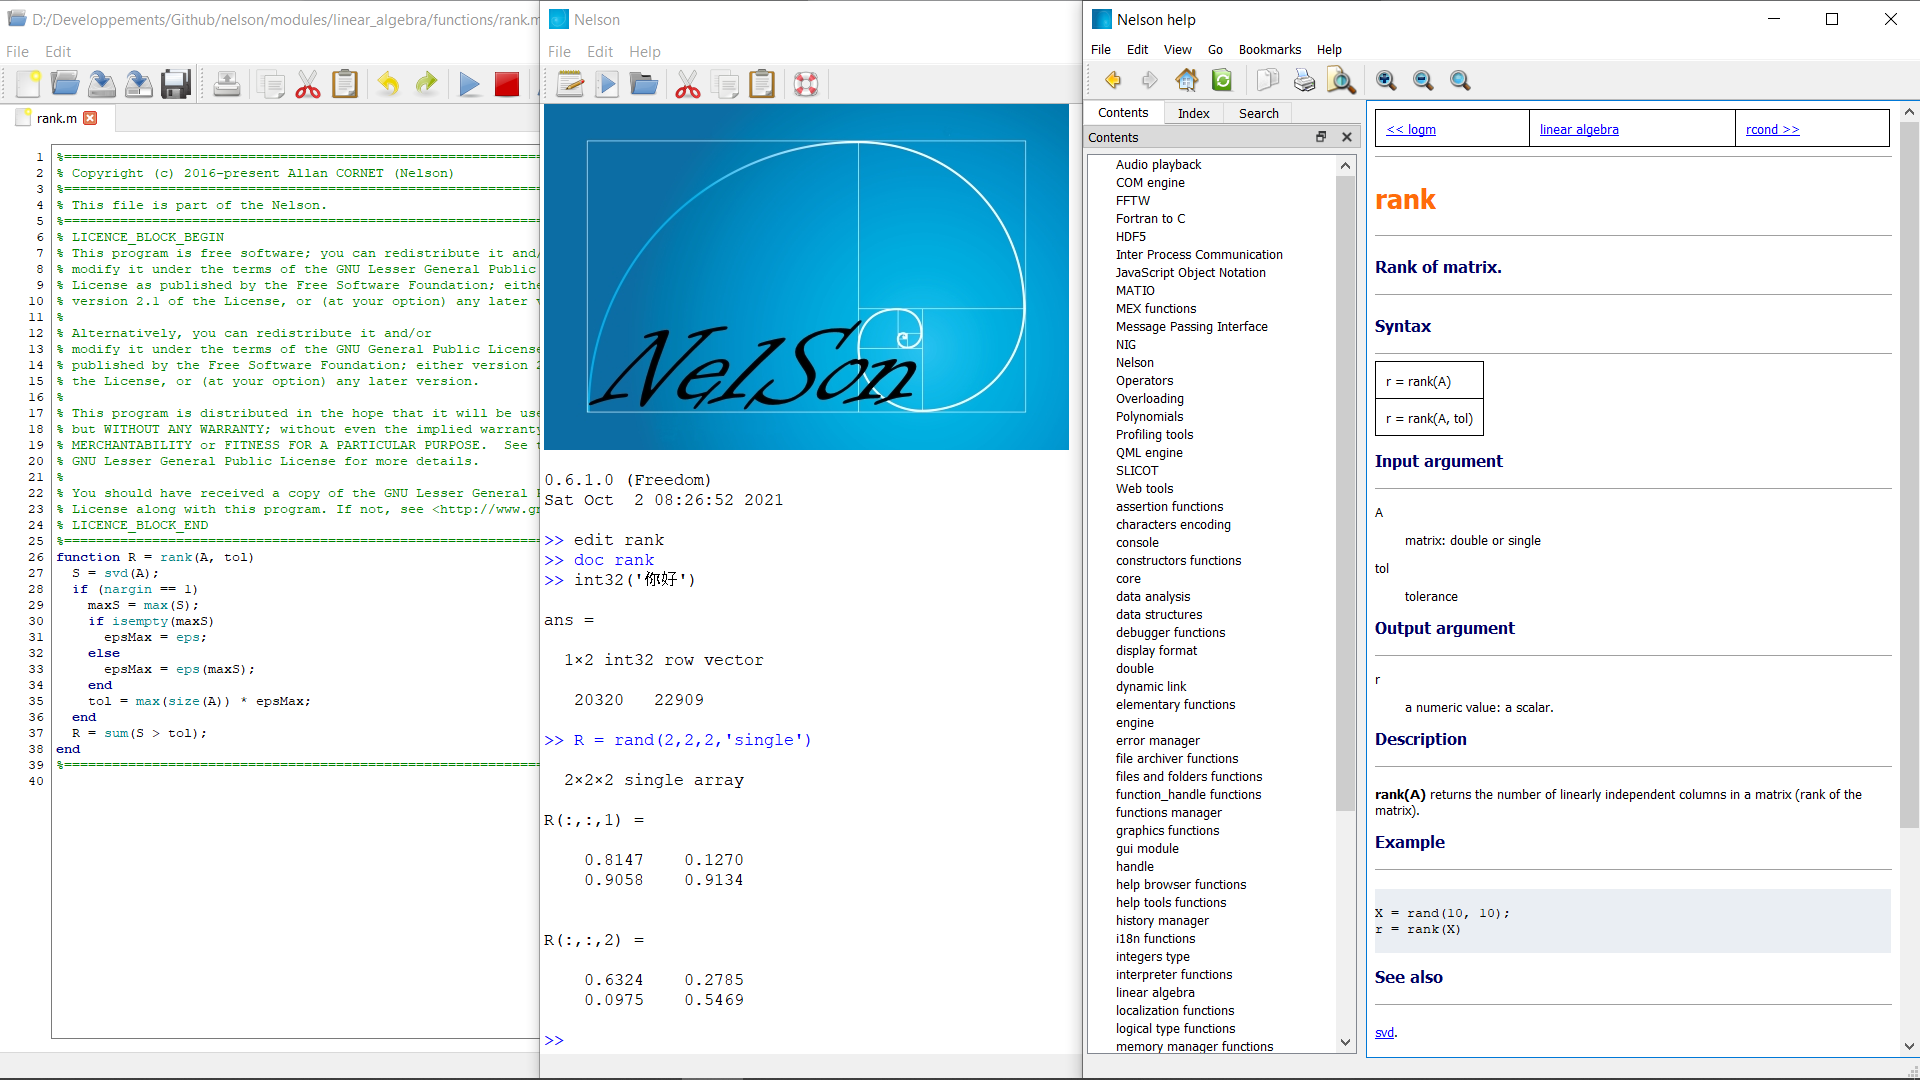 D:/Developpements/Github/nelson/modules/linear_algebra/functions/rank.m
File Edit
rank.m
1 %============================================================
2 % Copyright (c) 2016-present Allan CORNET (Nelson)
3 %============================================================
4 % This file is part of the Nelson.
5 %============================================================
6 % LICENCE_BLOCK_BEGIN
7 % This program is free software; you can redistribute it and/
8 % modify it under the terms of the GNU Lesser General Public
9 % License as published by the Free Software Foundation; eithe
10 % version 2.1 of the License, or (at your option) any later
11 %
12 % Alternatively, you can redistribute it and/or
13 % modify it under the terms of the GNU General Public License
14 % published by the Free Software Foundation; either version 2
15 % the License, or (at your option) any later version.
16 %
17 % This program is distributed in the hope that it will be use
18 % but WITHOUT ANY WARRANTY; without even the implied warranty
19 % MERCHANTABILITY or FITNESS FOR A PARTICULAR PURPOSE.  See t
20 % GNU Lesser General Public License for more details.
21 %
22 % You should have received a copy of the GNU Lesser General
23 % License along with this program. If not, see <http://www.gn
24 % LICENCE_BLOCK_END
25 %============================================================
26 function R = rank(A, tol)
27   S = svd(A);
28   if (nargin == 1)
29     maxS = max(S);
30     if isempty(maxS)
31       epsMax = eps;
32     else
33       epsMax = eps(maxS);
34     end
35     tol = max(size(A)) * epsMax;
36   end
37   R = sum(S > tol);
38 end
39 %============================================================
40
Nelson
File Edit Help
NelSon
0.6.1.0 (Freedom)
Sat Oct  2 08:26:52 2021
>> edit rank
>> doc rank
>> int32('你好')
ans =
1×2 int32 row vector
20320   22909
>> R = rand(2,2,2,'single')
2×2×2 single array
R(:,:,1) =
0.8147    0.1270
0.9058    0.9134
R(:,:,2) =
0.6324    0.2785
0.0975    0.5469
>>
Nelson help
File Edit View Go Bookmarks Help
Contents Index Search
Contents
Audio playback
COM engine
FFTW
Fortran to C
HDF5
Inter Process Communication
JavaScript Object Notation
MATIO
MEX functions
Message Passing Interface
NIG
Nelson
Operators
Overloading
Polynomials
Profiling tools
QML engine
SLICOT
Web tools
assertion functions
characters encoding
console
constructors functions
core
data analysis
data structures
debugger functions
display format
double
dynamic link
elementary functions
engine
error manager
file archiver functions
files and folders functions
function_handle functions
functions manager
graphics functions
gui module
handle
help browser functions
help tools functions
history manager
i18n functions
integers type
interpreter functions
linear algebra
localization functions
logical type functions
memory manager functions
<< logm linear algebra rcond >>
rank
Rank of matrix.
Syntax
r = rank(A)
r = rank(A, tol)
Input argument
A
matrix: double or single
tol
tolerance
Output argument
r
a numeric value: a scalar.
Description
rank(A) returns the number of linearly independent columns in a matrix (rank of the
matrix).
Example
X = rand(10, 10);
r = rank(X)
See also
svd.